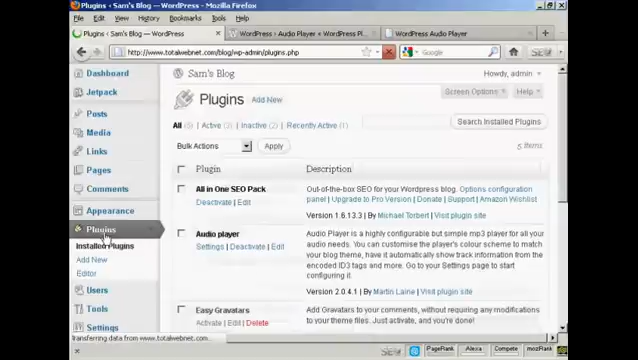 Plugins ‹ Sam's Blog — WordPress - Mozilla Firefox
File Edit View History Bookmarks Tools Help
Plugins ‹ Sam's Blog — WordPress
WordPress › Audio Player « WordPress Pl...
WordPress Audio Player
http://www.totalwebnet.com/blog/wp-admin/plugins.php
Google
SEO
Dashboard
Jetpack
Posts
Media
Links
Pages
Comments
Appearance
Plugins
Installed Plugins
Add New
Editor
Users
Tools
Settings
Sam's Blog
Howdy, admin
Plugins Add New
Screen Options
Help
All (5) | Active (2) | Inactive (2) | Recently Active (1)
Search Installed Plugins
Bulk Actions
Apply
5 items
Plugin
Description
All in One SEO Pack
Deactivate | Edit
Out-of-the-box SEO for your WordPress blog. Options configuration
panel | Upgrade to Pro Version | Donate | Support | Amazon Wishlist
Version 1.6.13.3 | By Michael Torbert | Visit plugin site
Audio player
Settings | Deactivate | Edit
Audio Player is a highly configurable but simple mp3 player for all your
audio needs. You can customise the player's colour scheme to match
your blog theme, have it automatically show track information from the
encoded ID3 tags and more. Go to your Settings page to start
configuring it.
Version 2.0.4.1 | By Martin Laine | Visit plugin site
Easy Gravatars
Activate | Edit | Delete
Add Gravatars to your comments, without requiring any modifications
to your theme files. Just activate, and you're done!
Transferring data from www.totalwebnet.com...
PageRank
Alexa
Compete
mozRank
SEO